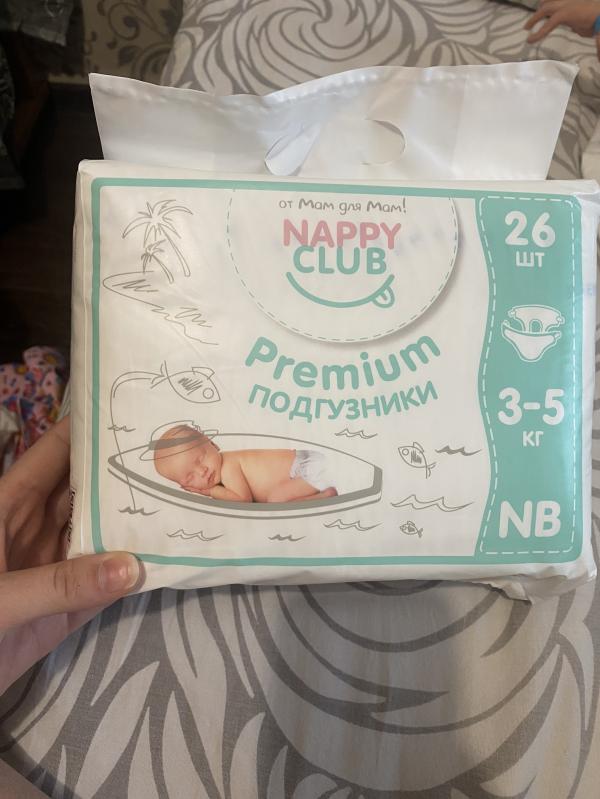 от Мам для Мам!
NAPPY
CLUB
Premium
ПОДГУЗНИКИ
26
ШТ
3-5
КГ
NB